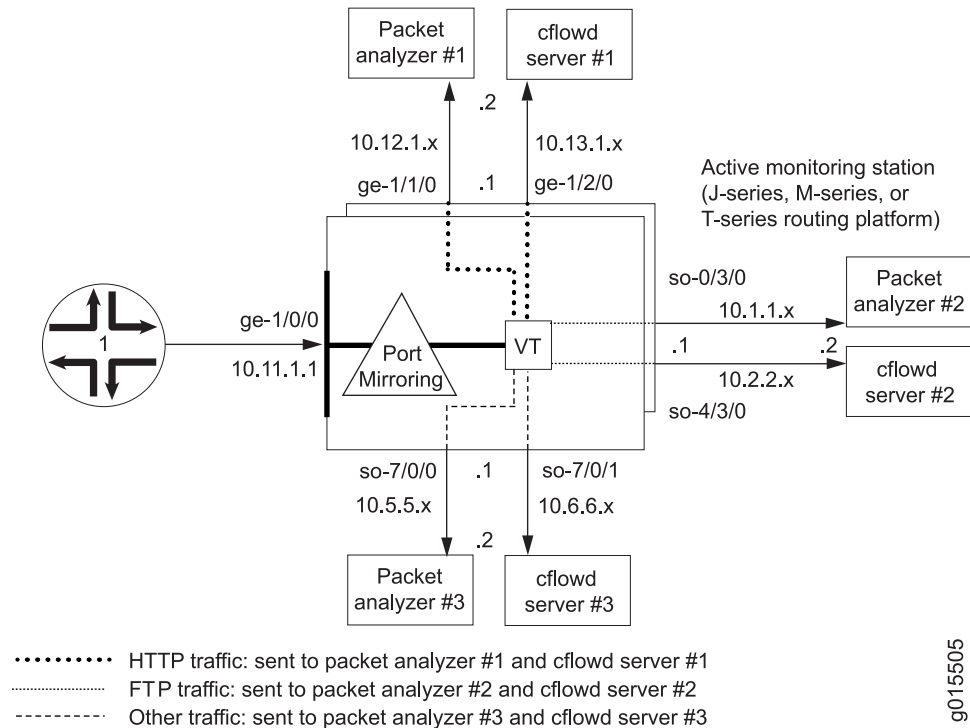 Packet
analyzer #1
cflowd
server #1
.2
10.12.1.x
10.13.1.x
ge-1/1/0
.1
ge-1/2/0
Active monitoring station
(J-series, M-series, or
T-series routing platform)
so-0/3/0
Packet
analyzer #2
10.1.1.x
ge-1/0/0
1
10.11.1.1
Port
Mirroring
VT
.1
.2
10.2.2.x
cflowd
server #2
so-4/3/0
so-7/0/0
.1
so-7/0/1
10.5.5.x
10.6.6.x
.2
Packet
analyzer #3
cflowd
server #3
HTTP traffic: sent to packet analyzer #1 and cflowd server #1
FTP traffic: sent to packet analyzer #2 and cflowd server #2
Other traffic: sent to packet analyzer #3 and cflowd server #3
g015505